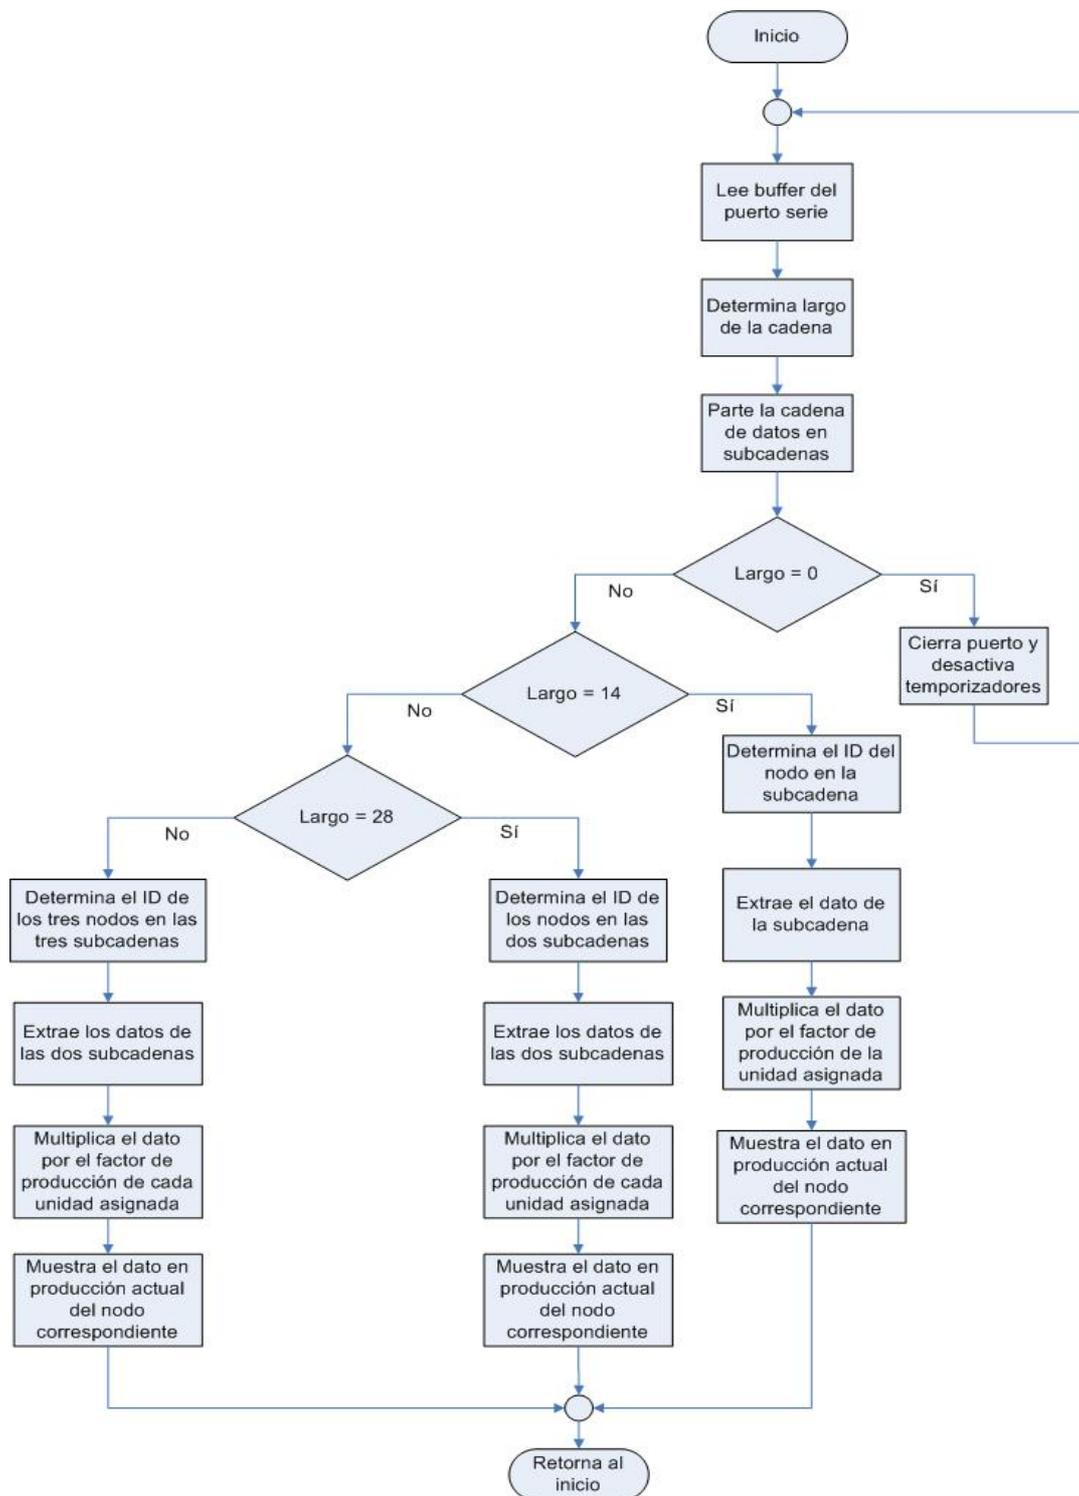 Inicio
Lee buffer del
puerto serie
Determina largo
de la cadena
Parte la cadena
de datos en
subcadenas
Largo = 0
No
Sí
Cierra puerto y
desactiva
temporizadores
Largo = 14
No
Sí
Determina el ID del
nodo en la
subcadena
Largo = 28
No
Sí
Determina el ID de
los tres nodos en las
tres subcadenas
Determina el ID de
los nodos en las
dos subcadenas
Extrae el dato de
la subcadena
Extrae los datos de
las dos subcadenas
Extrae los datos de
las dos subcadenas
Multiplica el dato
por el factor de
producción de la
unidad asignada
Multiplica el dato
por el factor de
producción de cada
unidad asignada
Multiplica el dato
por el factor de
producción de cada
unidad asignada
Muestra el dato en
producción actual
del nodo
correspondiente
Muestra el dato en
producción actual
del nodo
correspondiente
Muestra el dato en
producción actual
del nodo
correspondiente
Retorna al
inicio